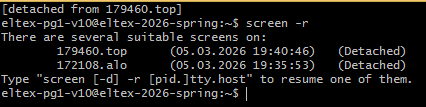 [detached from 179460.top]
eltex-pg1-v10@eltex-2026-spring:~$ screen -r
There are several suitable screens on:
179460.top (05.03.2026 19:40:46) (Detached)
172108.alo (05.03.2026 19:35:53) (Detached)
Type "screen [-d] -r [pid.]tty.host" to resume one of them.
eltex-pg1-v10@eltex-2026-spring:~$